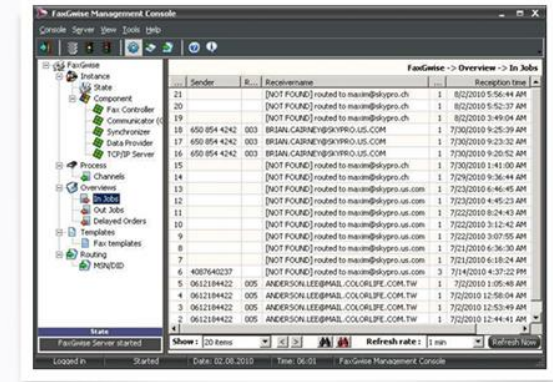 FaxGwise Management Console
Console Server View Tools Help
FaxGwise -> Overview -> In Jobs
FaxGwise
Instance
State
Component
Fax Controller
Communicator (G
Synchronizer
Data Provider
TCP/IP Server
Process
Channels
Overviews
In Jobs
Out Jobs
Delayed Orders
Templates
Fax templates
Routing
MSN/DID
State
FaxGwise Server started
... Sender R... Receivername ... Reception time
21 [NOT FOUND] routed to maxim@skypro.ch 1 8/2/2010 5:56:44 AM
20 [NOT FOUND] routed to maxim@skypro.ch 1 8/2/2010 5:52:37 AM
19 [NOT FOUND] routed to maxim@skypro.ch 1 8/2/2010 3:49:04 AM
18 650 854 4242 003 BRIAN.CAIRNEY@SKYPRO.US.COM 1 7/30/2010 9:25:39 AM
17 650 854 4242 003 BRIAN.CAIRNEY@SKYPRO.US.COM 1 7/30/2010 9:23:32 AM
16 650 854 4242 003 BRIAN.CAIRNEY@SKYPRO.US.COM 1 7/30/2010 9:20:52 AM
15 [NOT FOUND] routed to maxim@skypro.ch 1 7/30/2010 1:41:00 AM
14 [NOT FOUND] routed to maxim@skypro.ch 1 7/29/2010 9:36:44 AM
13 [NOT FOUND] routed to maxim@skypro.us.com 1 7/23/2010 6:46:45 AM
12 [NOT FOUND] routed to maxim@skypro.us.com 1 7/23/2010 4:45:23 AM
11 [NOT FOUND] routed to maxim@skypro.us.com 1 7/22/2010 8:24:43 AM
10 [NOT FOUND] routed to maxim@skypro.us.com 1 7/22/2010 3:12:42 AM
9 [NOT FOUND] routed to maxim@skypro.us.com 1 7/22/2010 3:07:55 AM
8 [NOT FOUND] routed to maxim@skypro.us.com 1 7/21/2010 6:36:30 AM
7 [NOT FOUND] routed to maxim@skypro.us.com 1 7/21/2010 6:18:24 AM
6 4087640237 [NOT FOUND] routed to maxim@skypro.us.com 3 7/14/2010 4:37:22 PM
5 0612184422 005 ANDERSON.LEE@MAIL.COLORLIFE.COM.TW 1 7/2/2010 1:05:48 AM
4 0612184422 005 ANDERSON.LEE@MAIL.COLORLIFE.COM.TW 1 7/2/2010 12:58:04 AM
3 0612184422 005 ANDERSON.LEE@MAIL.COLORLIFE.COM.TW 1 7/2/2010 12:53:49 AM
2 0612184422 005 ANDERSON.LEE@MAIL.COLORLIFE.COM.TW 1 7/2/2010 12:44:41 AM
Show: 20 items < > Refresh rate: 1 min Refresh Now
Logged in Started Date: 02.08.2010 Time: 06:01 FaxGwise Management Console